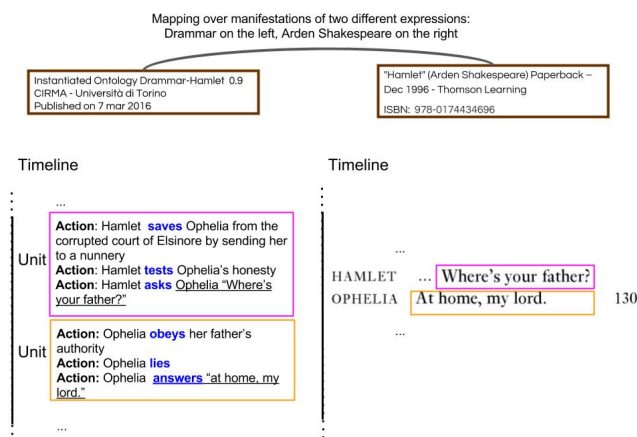 Mapping over manifestations of two different expressions:
Drammar on the left, Arden Shakespeare on the right
Instantiated Ontology Drammar-Hamlet 0.9
CIRMA - Università di Torino
Published on 7 mar 2016
"Hamlet" (Arden Shakespeare) Paperback –
Dec 1996 - Thomson Learning
ISBN: 978-0174434696
Timeline
...
Unit
Action: Hamlet saves Ophelia from the
corrupted court of Elsinore by sending her
to a nunnery
Action: Hamlet tests Ophelia's honesty
Action: Hamlet asks Ophelia “Where's
your father?”
Unit
Action: Ophelia obeys her father's
authority
Action: Ophelia lies
Action: Ophelia answers “at home, my
lord.”
...
Timeline
...
HAMLET ... Where's your father?
OPHELIA At home, my lord. 130
...